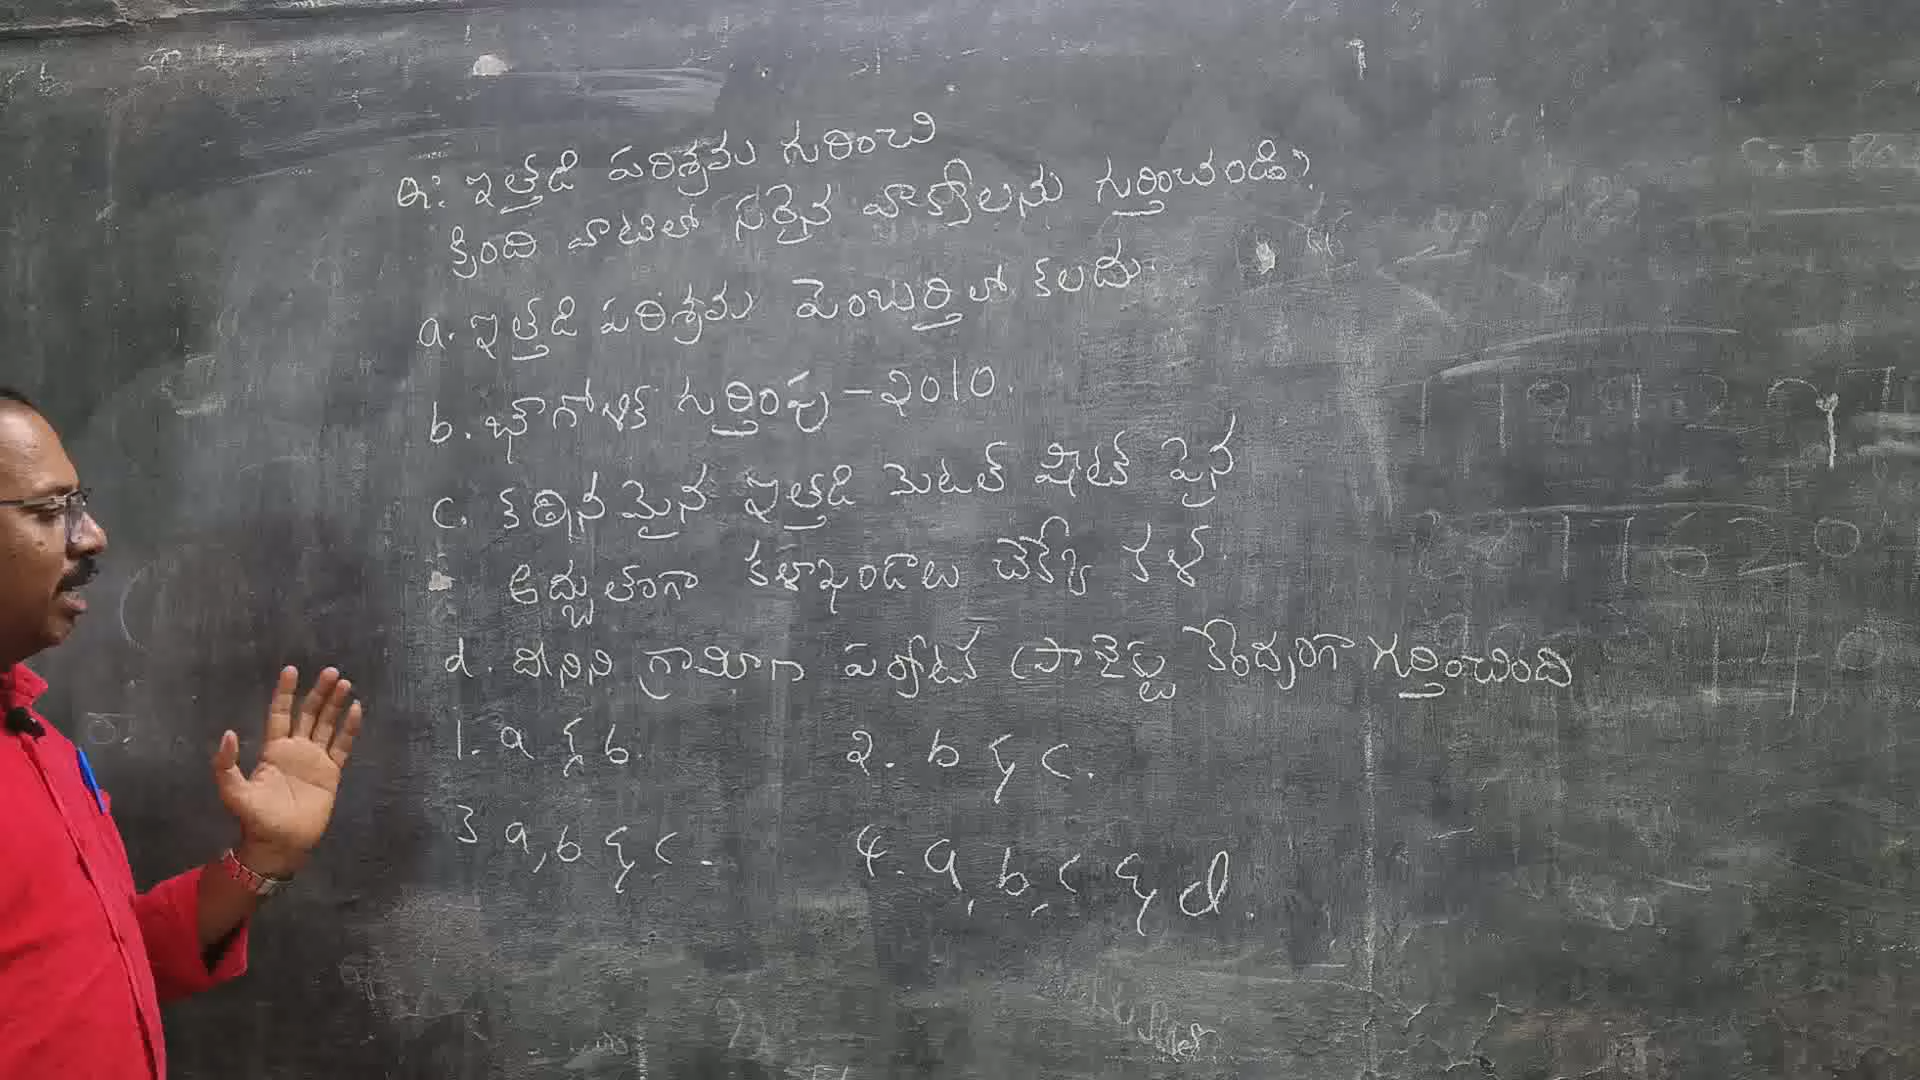 Q: ఇత్తడి పరిశ్రమ గురించి
క్రింది వాటిలో సరైన వాక్యాలను గుర్తించండి?
a. ఇత్తడి పరిశ్రమ పెంబర్తిలో కలదు.
b. భౌగోళిక గుర్తింపు - 2010.
c. కఠినమైన ఇత్తడి మెటల్ షీట్ పైన
అద్భుతంగా కళాఖండాలు చెక్కే కళ.
d. దీనిని గ్రామీణ పర్యాటక ప్రాజెక్టు కేంద్రంగా గుర్తించింది
1. a & b.
2. b & c.
3 a, b & c.
4. a, b, c & d.